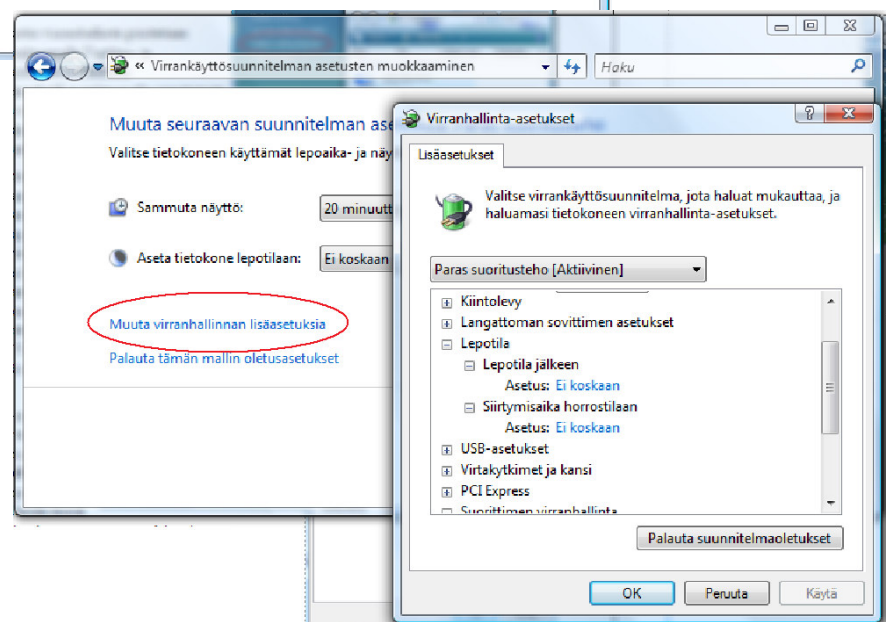 « Virrankäyttösuunnitelman asetusten muokkaaminen
Haku
Muuta seuraavan suunnitelman ase
Valitse tietokoneen käyttämät lepoaika- ja näy
Sammuta näyttö:
20 minuutt
Aseta tietokone lepotilaan:
Ei koskaan
Muuta virranhallinnan lisäasetuksia
Palauta tämän mallin oletusasetukset
Virranhallinta-asetukset
Lisäasetukset
Valitse virrankäyttösuunnitelma, jota haluat mukauttaa, ja
haluamasi tietokoneen virranhallinta-asetukset.
Paras suoritusteho [Aktiivinen]
Kiintolevy
Langattoman sovittimen asetukset
Lepotila
Lepotila jälkeen
Asetus: Ei koskaan
Siirtymisaika horrostilaan
Asetus: Ei koskaan
USB-asetukset
Virtakytkimet ja kansi
PCI Express
Suorittimen virranhallinta
Palauta suunnitelmaoletukset
OK
Peruuta
Käytä